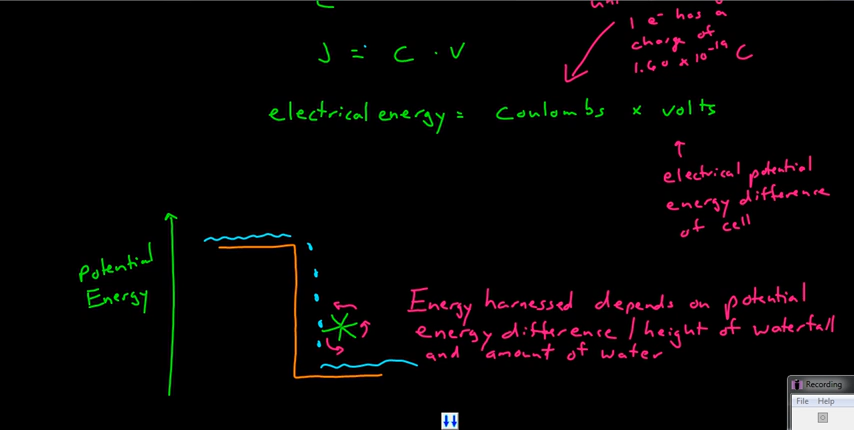 1 e⁻ has a
charge of
1.60 x 10⁻¹⁹ C
J = C · V
electrical energy = Coulombs x volts
electrical potential
energy difference
of cell
Potential
Energy
Energy harnessed depends on potential
energy difference / height of waterfall
and amount of water
Recording
File Help